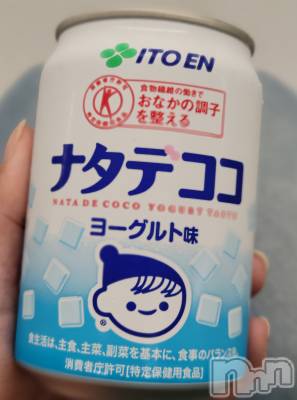 ITO EN
食物繊維の働きで
おなかの調子
を整える
ナタデココ
NATA DE COCO YOGURT TASTE
ヨーグルト味
®
食生活は、主食、主菜、副菜を基本に、食事のバランスを
消費者庁許可[特定保健用食品]